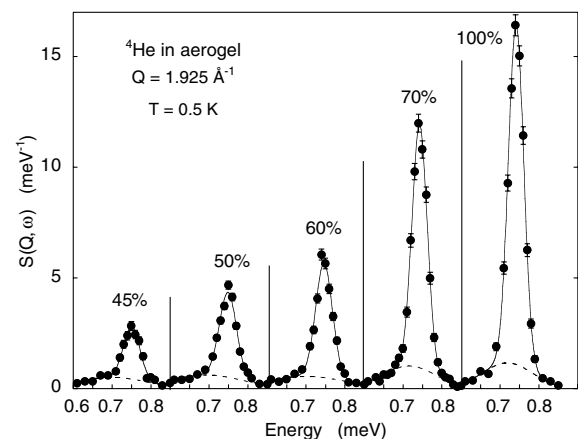 ⁴He in aerogel
Q = 1.925 Å⁻¹
T = 0.5 K
100%
70%
60%
50%
45%
15
10
5
0
S(Q,ω) (meV⁻¹)
0.6 0.7 0.8 0.7 0.8 0.7 0.8 0.7 0.8 0.7 0.8
Energy (meV)